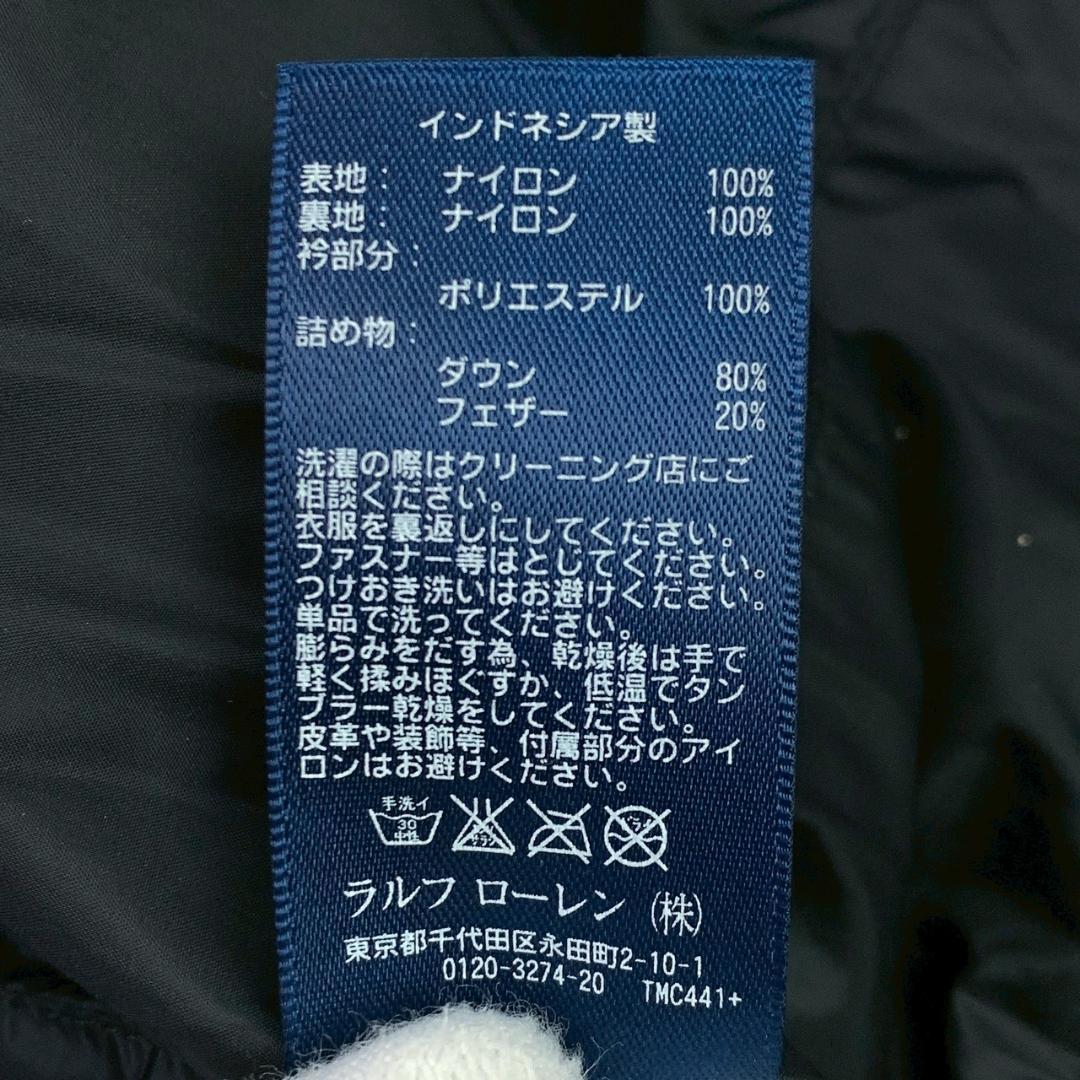 インドネシア製
表地： ナイロン 100%
裏地： ナイロン 100%
衿部分：
ポリエステル 100%
詰め物：
ダウン 80%
フェザー 20%
洗濯の際はクリーニング店にご
相談ください。
衣服を裏返しにしてください。
ファスナー等はとじてください。
つけおき洗いはお避けください。
単品で洗ってください。
膨らみをだす為、乾燥後は手で
軽く揉みほぐすか、低温でタン
ブラー乾燥をしてください。
皮革や装飾等、付属部分のアイ
ロンはお避けください。
手洗イ
30
中性
ラルフ ローレン (株)
東京都千代田区永田町2-10-1
0120-3274-20 TMC441+